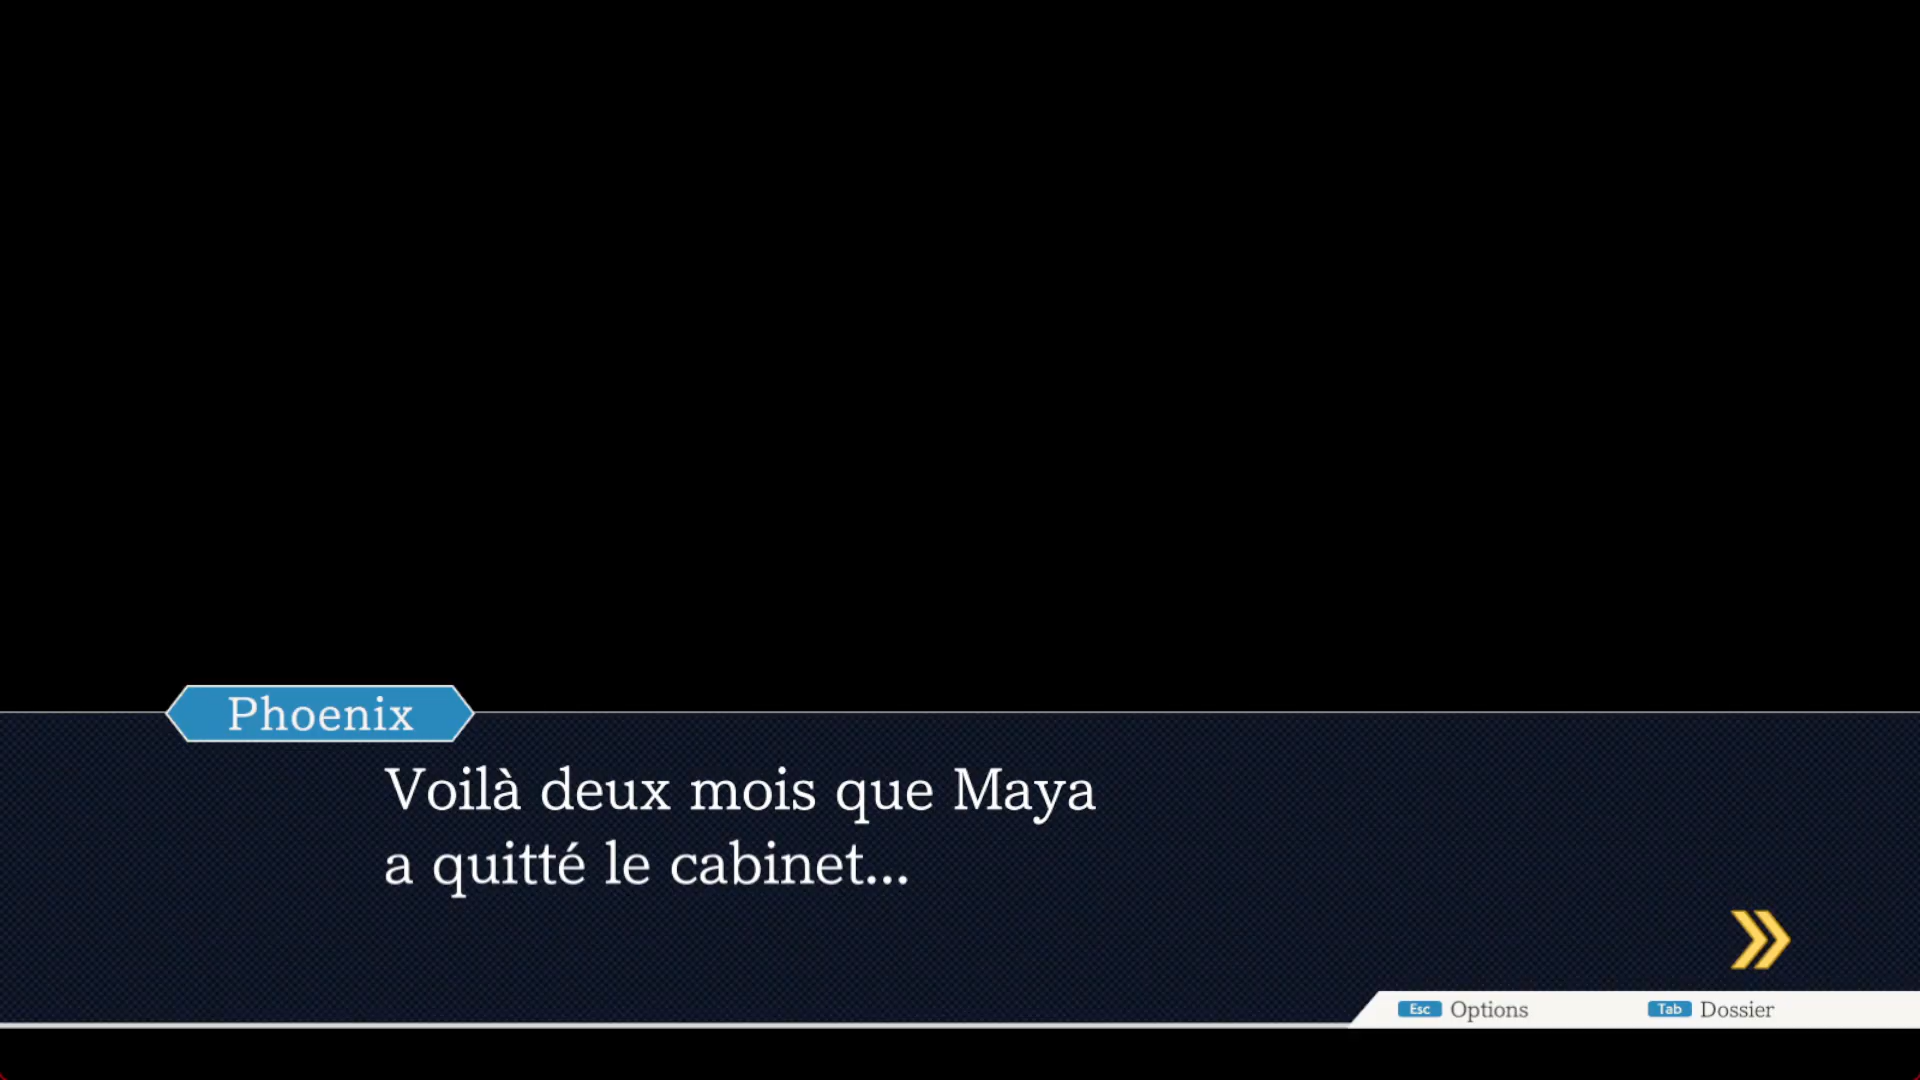 Phoenix
Voilà deux mois que Maya
a quitté le cabinet...
Esc Options Tab Dossier